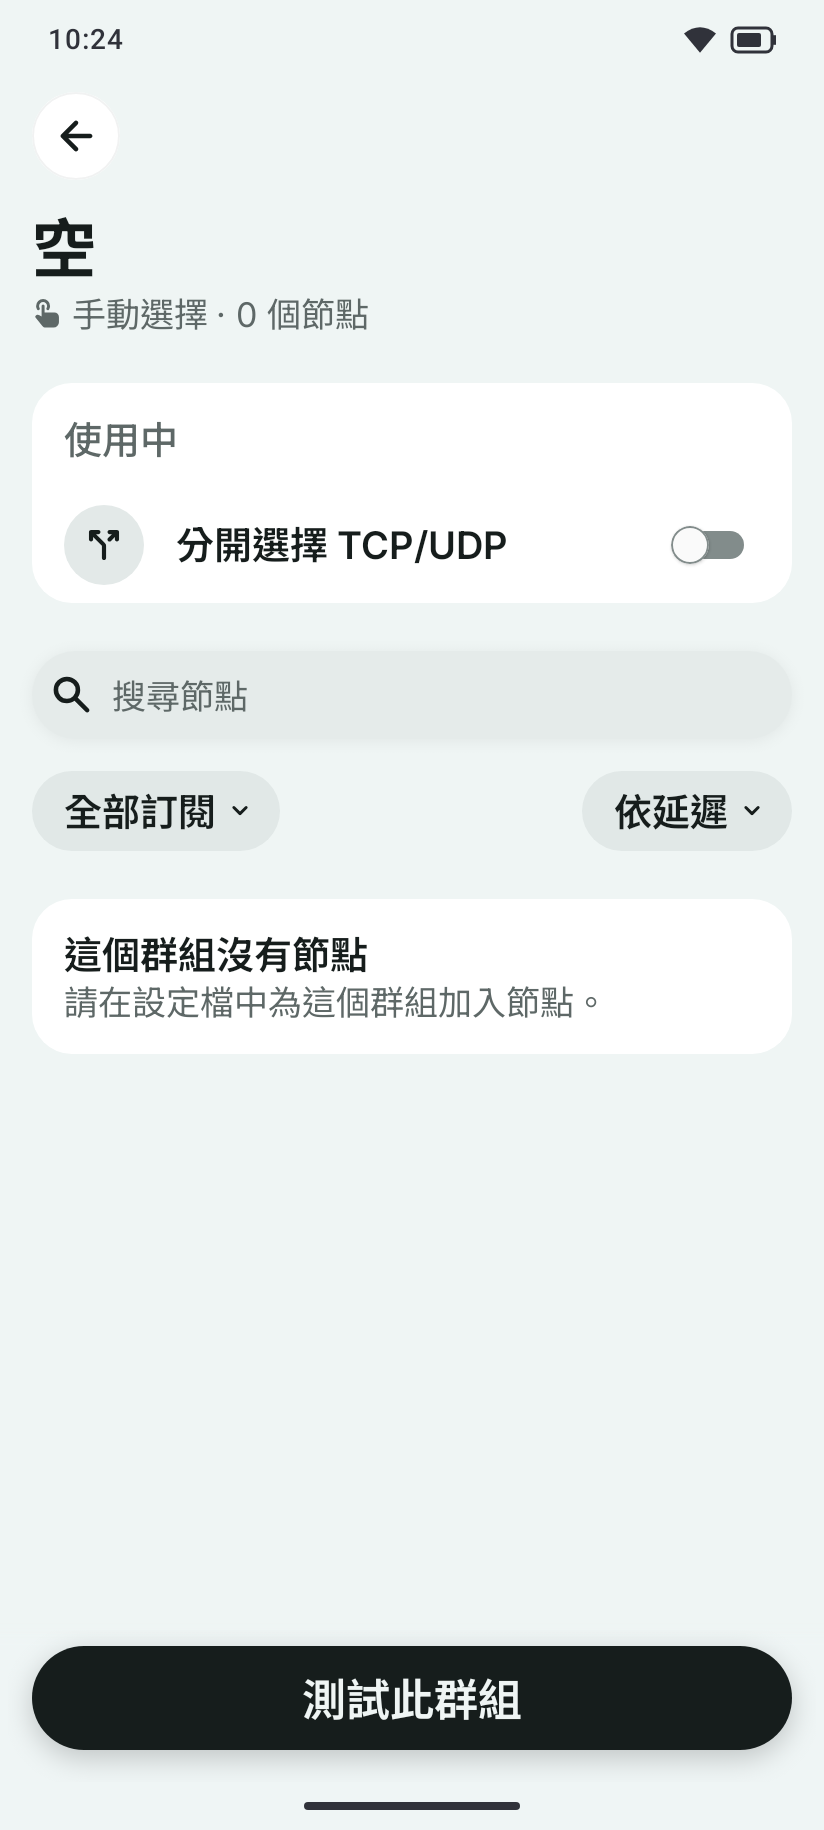 10:24
空
手動選擇 · 0 個節點
使用中
分開選擇 TCP/UDP
搜尋節點
全部訂閱
依延遲
這個群組沒有節點
請在設定檔中為這個群組加入節點。
測試此群組